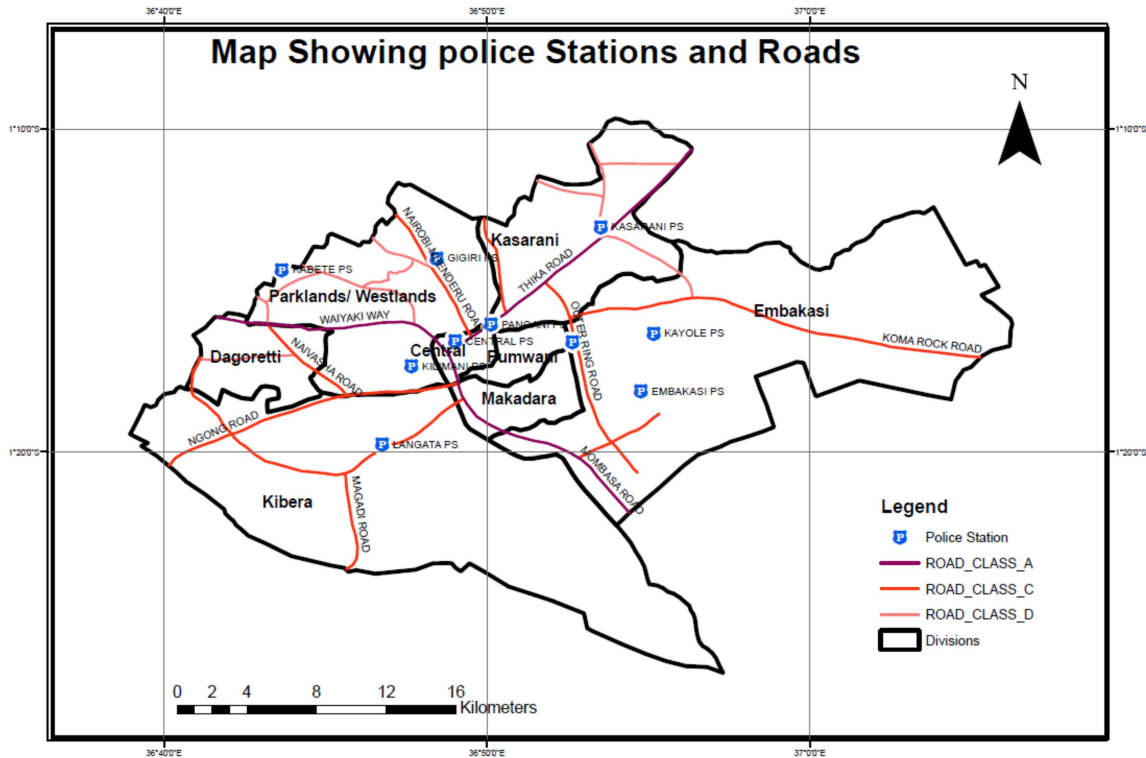 36°40'0"E
36°50'0"E
37°0'0"E
Map Showing police Stations and Roads
N
1°10'0"S
1°10'0"S
KASARANI PS
NAIROBI-
Kasarani
GIGIRI PS
THIKA ROAD
KABETE PS
Parklands/ Westlands
WAIYAKI WAY
PANGANI PS
OUTER RING ROAD
Embakasi
KAYOLE PS
CENTRAL PS
Central
Pumwani
KOMA ROCK ROAD
Dagoretti
NAIVASHA ROAD
KILIMANI PS
EMBAKASI PS
Makadara
NGONG ROAD
LANGATA PS
MOMBASA ROAD
Kibera
MAGADI ROAD
1°20'0"S
1°20'0"S
Legend
P Police Station
ROAD_CLASS_A
ROAD_CLASS_C
ROAD_CLASS_D
Divisions
0 2 4 8 12 16
Kilometers
36°40'0"E
36°50'0"E
37°0'0"E